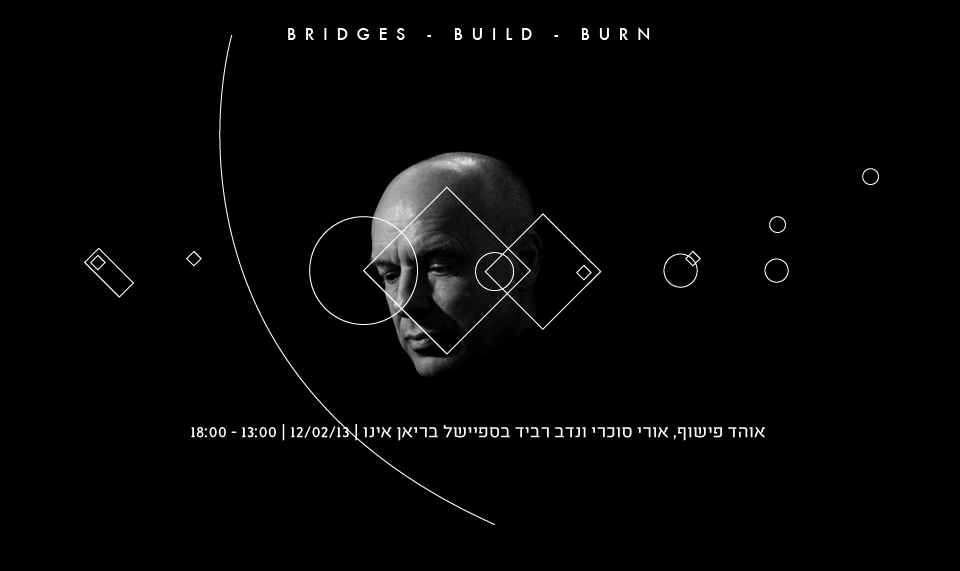 BRIDGES - BUILD - BURN
אוהד פישוף, אורי סוכרי ונדב רביד בספיישל בריאן אינו | 12/02/13 | 13:00 - 18:00